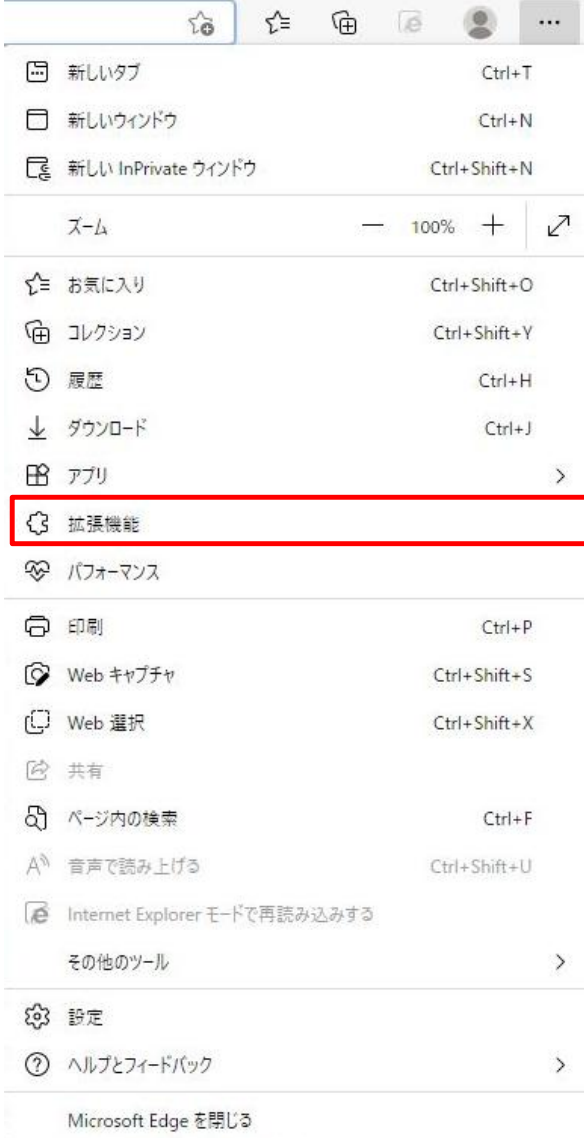 新しいタブ Ctrl+T
新しいウィンドウ Ctrl+N
新しい InPrivate ウィンドウ Ctrl+Shift+N
ズーム 100%
お気に入り Ctrl+Shift+O
コレクション Ctrl+Shift+Y
履歴 Ctrl+H
ダウンロード Ctrl+J
アプリ
拡張機能
パフォーマンス
印刷 Ctrl+P
Web キャプチャ Ctrl+Shift+S
Web 選択 Ctrl+Shift+X
共有
ページ内の検索 Ctrl+F
音声で読み上げる Ctrl+Shift+U
Internet Explorer モードで再読み込みする
その他のツール
設定
ヘルプとフィードバック
Microsoft Edge を閉じる